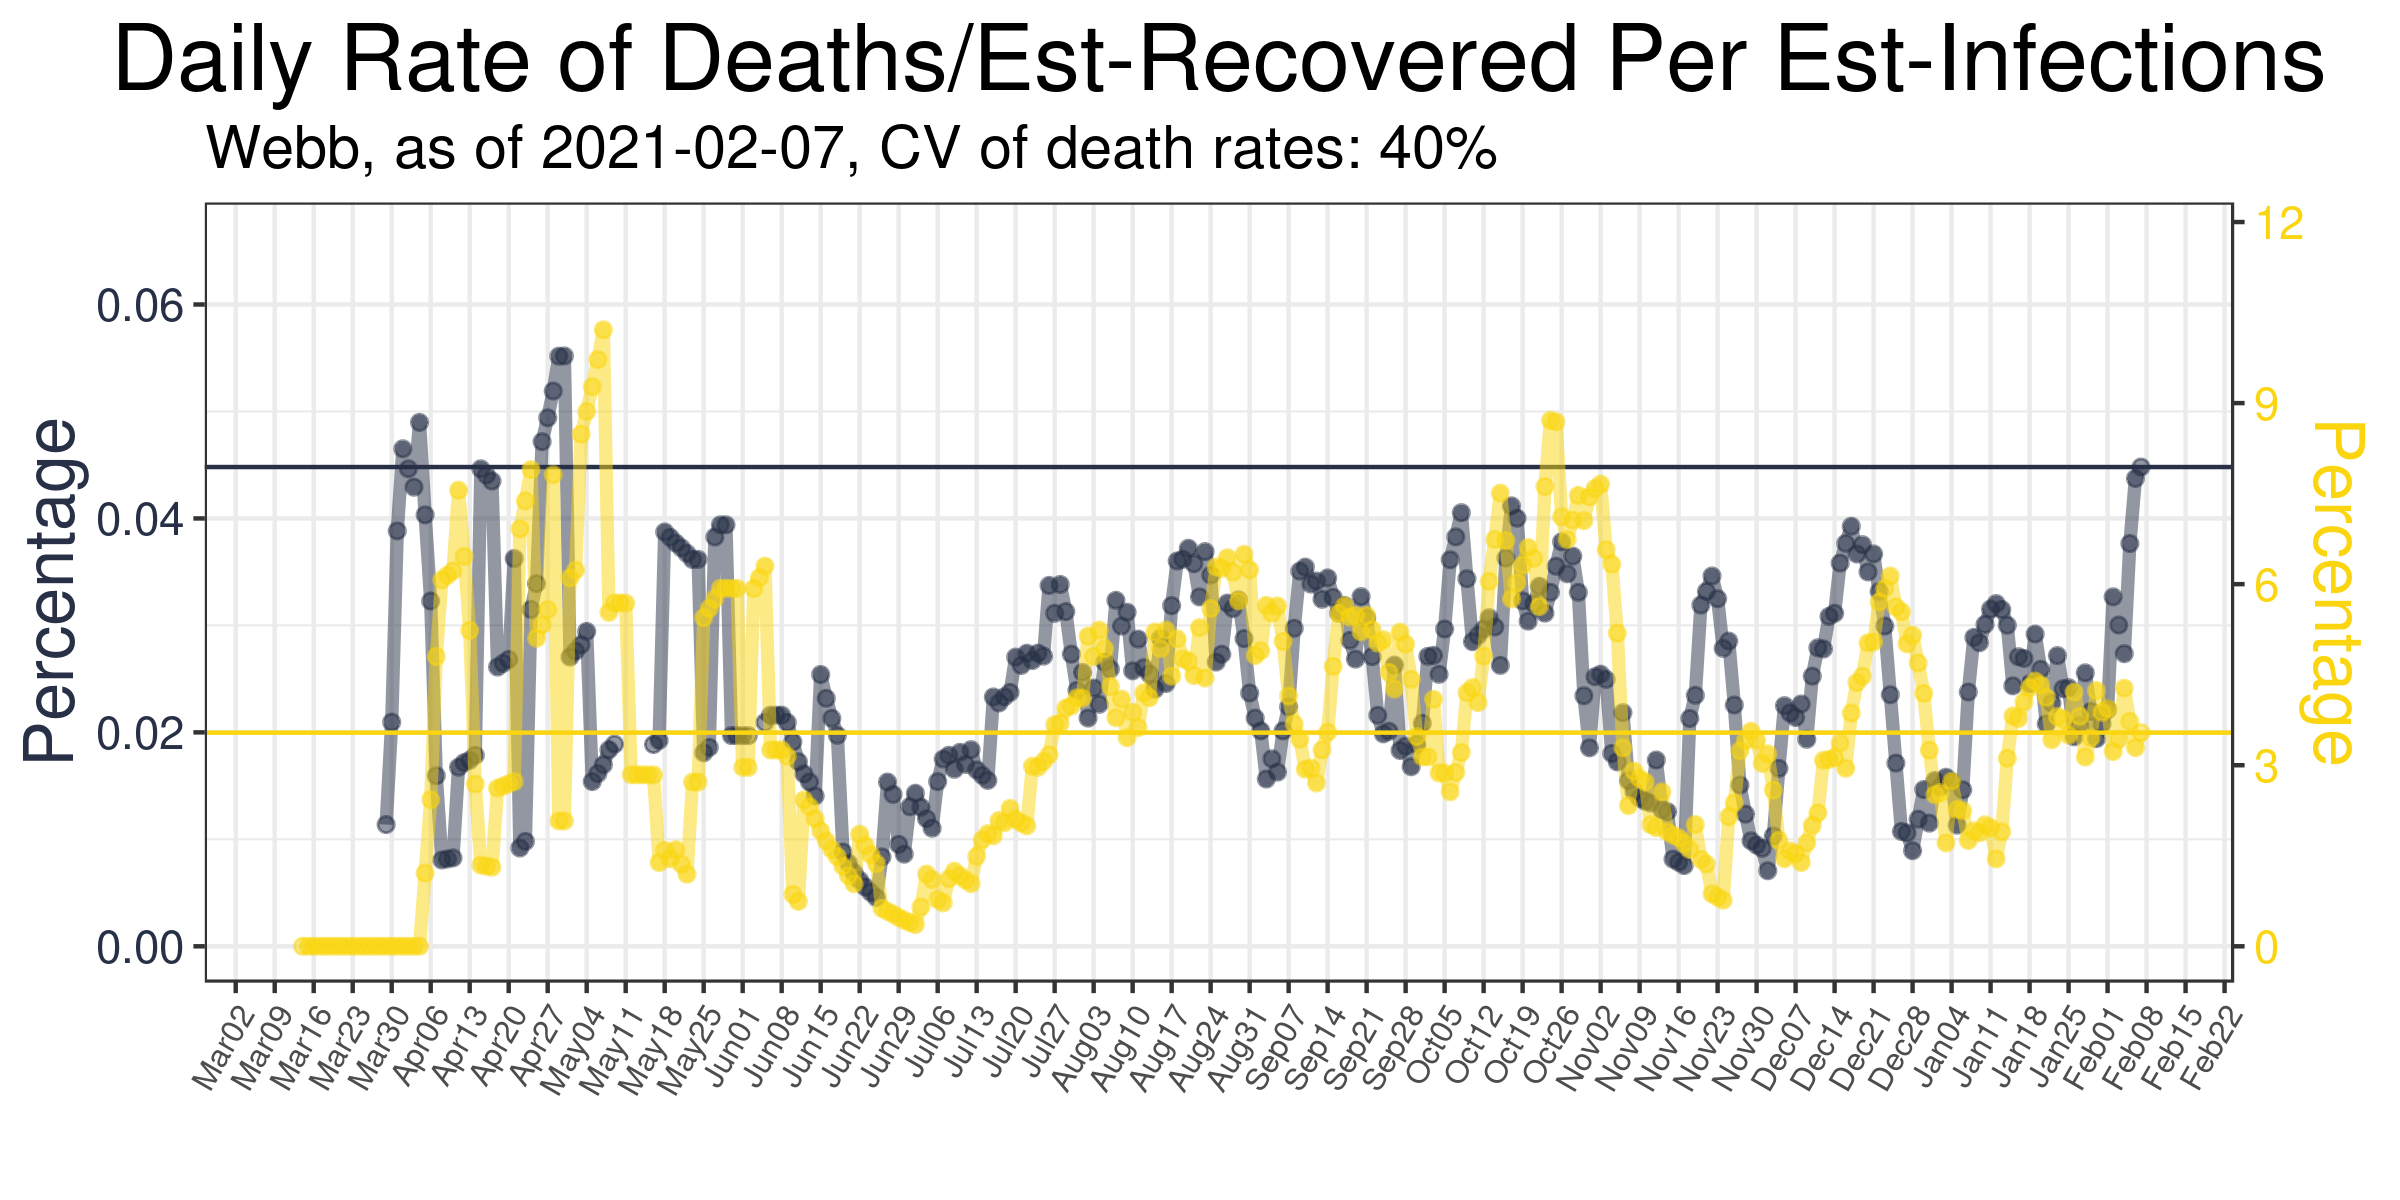 Daily Rate of Deaths/Est-Recovered Per Est-Infections
Webb, as of 2021-02-07, CV of death rates: 40%
Percentage
0.06
0.04
0.02
0.00
12
9
6
3
0
Percentage
Mar02
Mar09
Mar16
Mar23
Mar30
Apr06
Apr13
Apr20
Apr27
May04
May11
May18
May25
Jun01
Jun08
Jun15
Jun22
Jun29
Jul06
Jul13
Jul20
Jul27
Aug03
Aug10
Aug17
Aug24
Aug31
Sep07
Sep14
Sep21
Sep28
Oct05
Oct12
Oct19
Oct26
Nov02
Nov09
Nov16
Nov23
Nov30
Dec07
Dec14
Dec21
Dec28
Jan04
Jan11
Jan18
Jan25
Feb01
Feb08
Feb15
Feb22